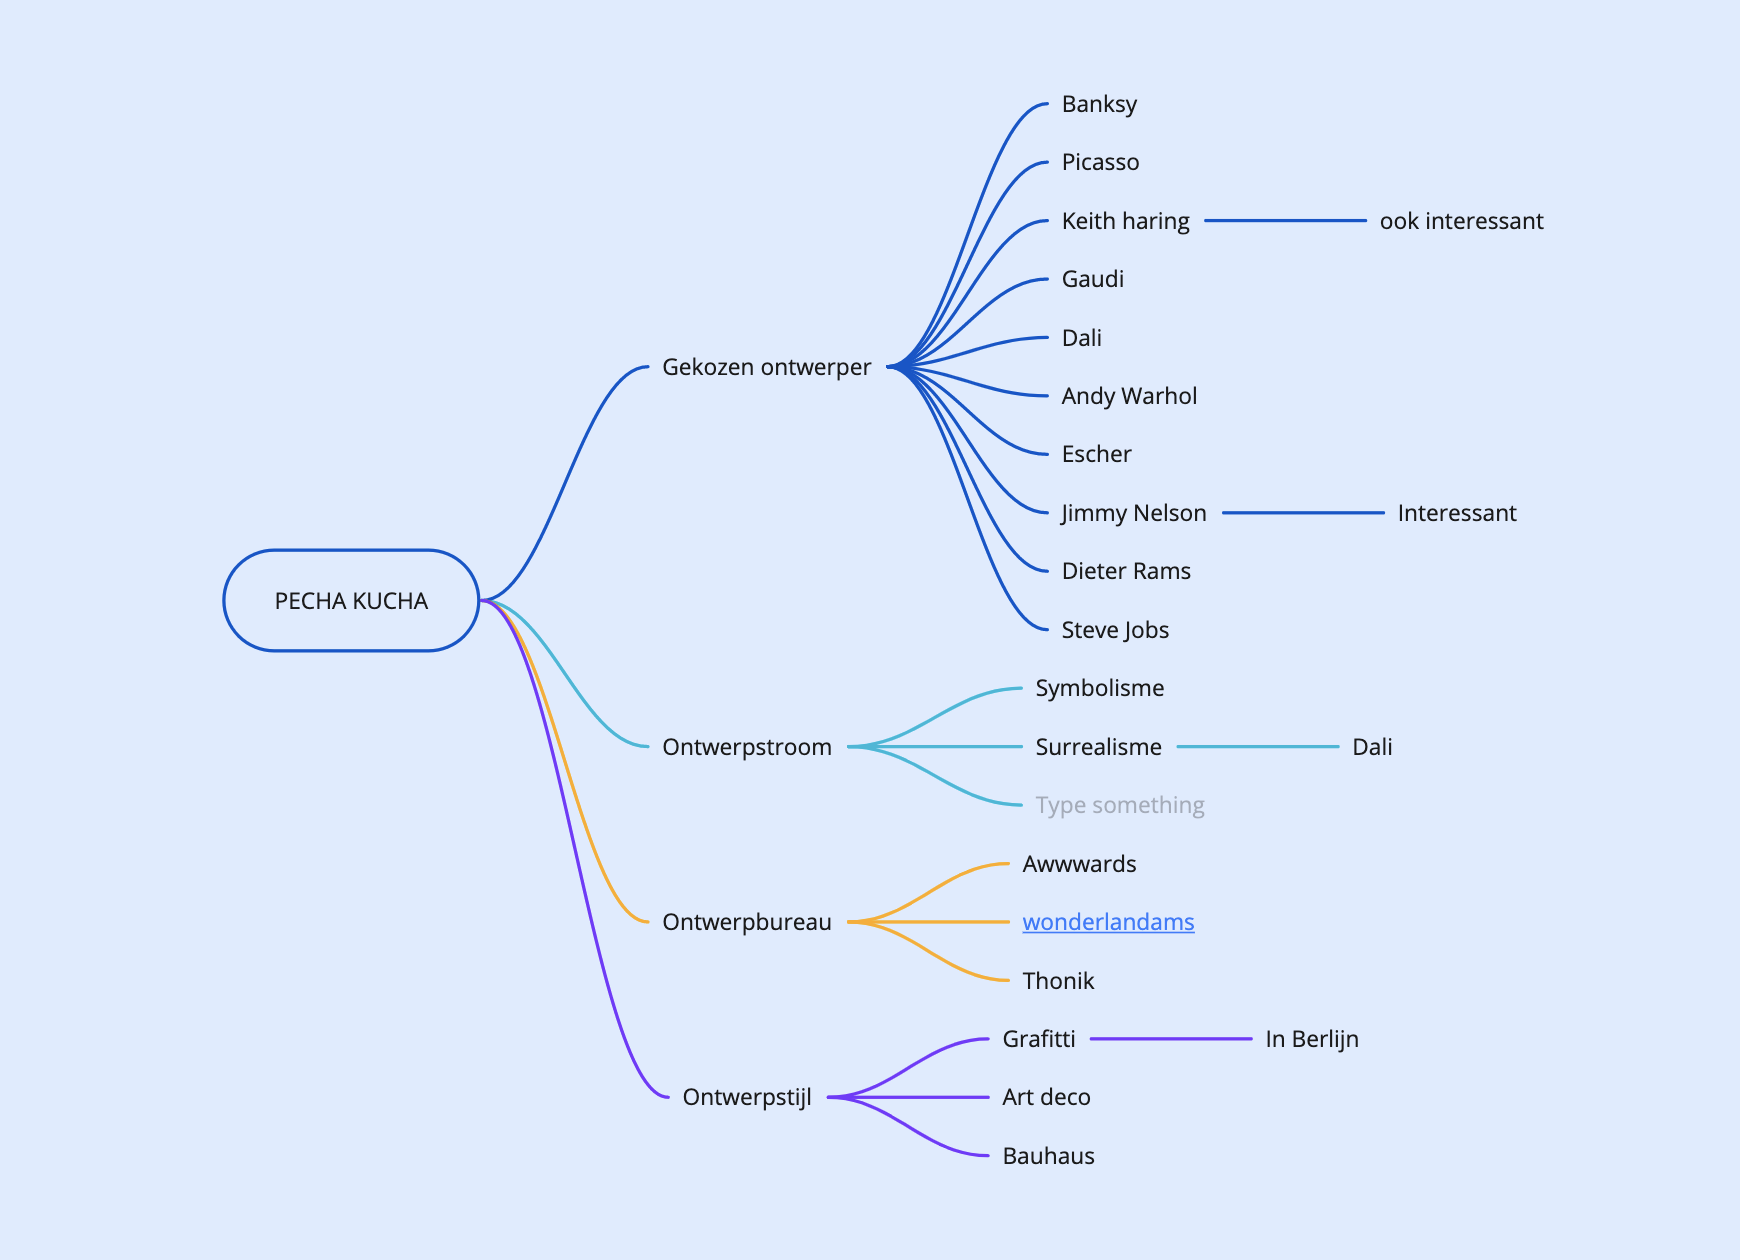 PECHA KUCHA
Gekozen ontwerper
Banksy
Picasso
Keith haring
ook interessant
Gaudi
Dali
Andy Warhol
Escher
Jimmy Nelson
Interessant
Dieter Rams
Steve Jobs
Ontwerpstroom
Symbolisme
Surrealisme
Dali
Type something
Ontwerpbureau
Awwwards
wonderlandams
Thonik
Ontwerpstijl
Grafitti
In Berlijn
Art deco
Bauhaus